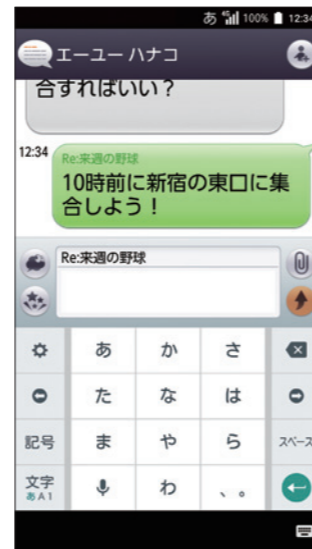 あ 4G 100% 12:34
エーユー ハナコ
合すればいい？
12:34
Re:来週の野球
10時前に新宿の東口に集
合しよう！
Re:来週の野球
あ か さ
た な は
記号 ま や ら スペース
文字 わ 、。
あA1